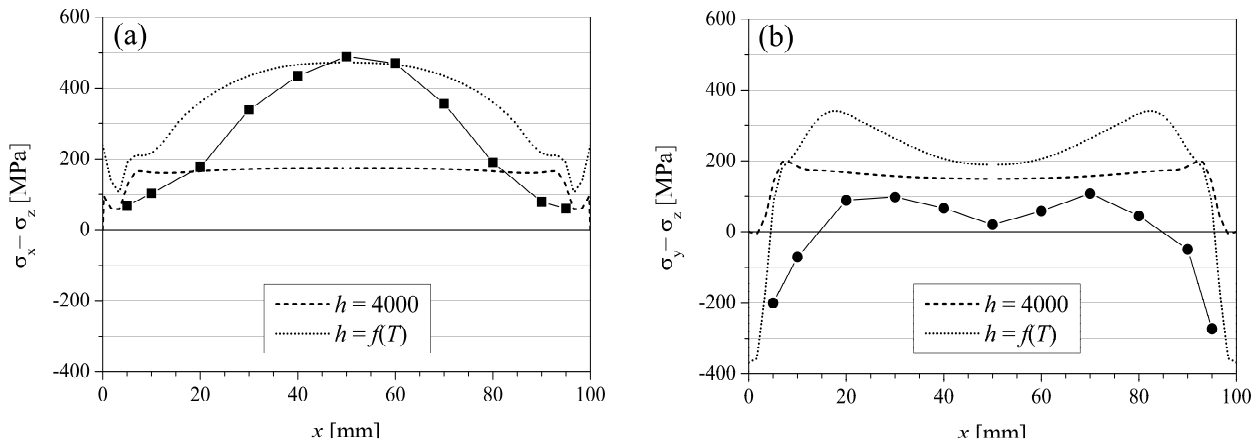 (a)
600
400
200
0
-200
-400
σx – σz [MPa]
h = 4000
h = f(T)
0 20 40 60 80 100
x [mm]
(b)
600
400
200
0
-200
-400
σy – σz [MPa]
h = 4000
h = f(T)
0 20 40 60 80 100
x [mm]